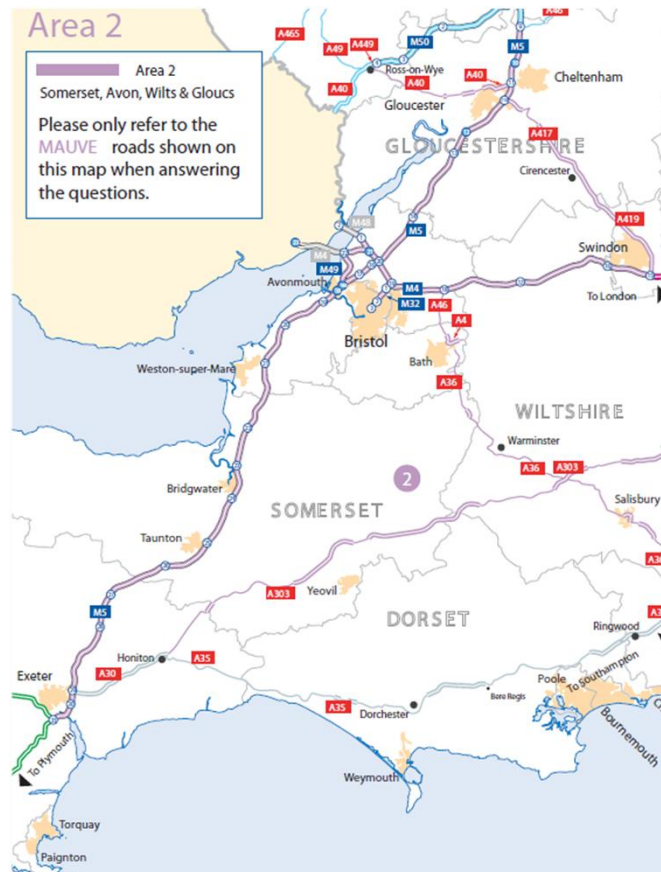 Area 2
Area 2
Somerset, Avon, Wilts & Gloucs
Please only refer to the
MAUVE roads shown on
this map when answering
the questions.
A465
A49
A449
M50
A46
M5
Ross-on-Wye
A40
A40
A40
Cheltenham
Gloucester
GLOUCESTERSHIRE
A417
Cirencester
A419
M48
M5
Swindon
M4
M49
Avonmouth
M4
A46
M32
To London
A4
Bristol
Bath
Weston-super-Mare
A36
WILTSHIRE
Warminster
A36
A303
2
Bridgwater
SOMERSET
Salisbury
Taunton
A303
Yeovil
DORSET
M5
Ringwood
Honiton
A35
A30
Exeter
Poole
To Southampton
Bere Regis
A35
Dorchester
Bournemouth
To Plymouth
Weymouth
Torquay
Paignton